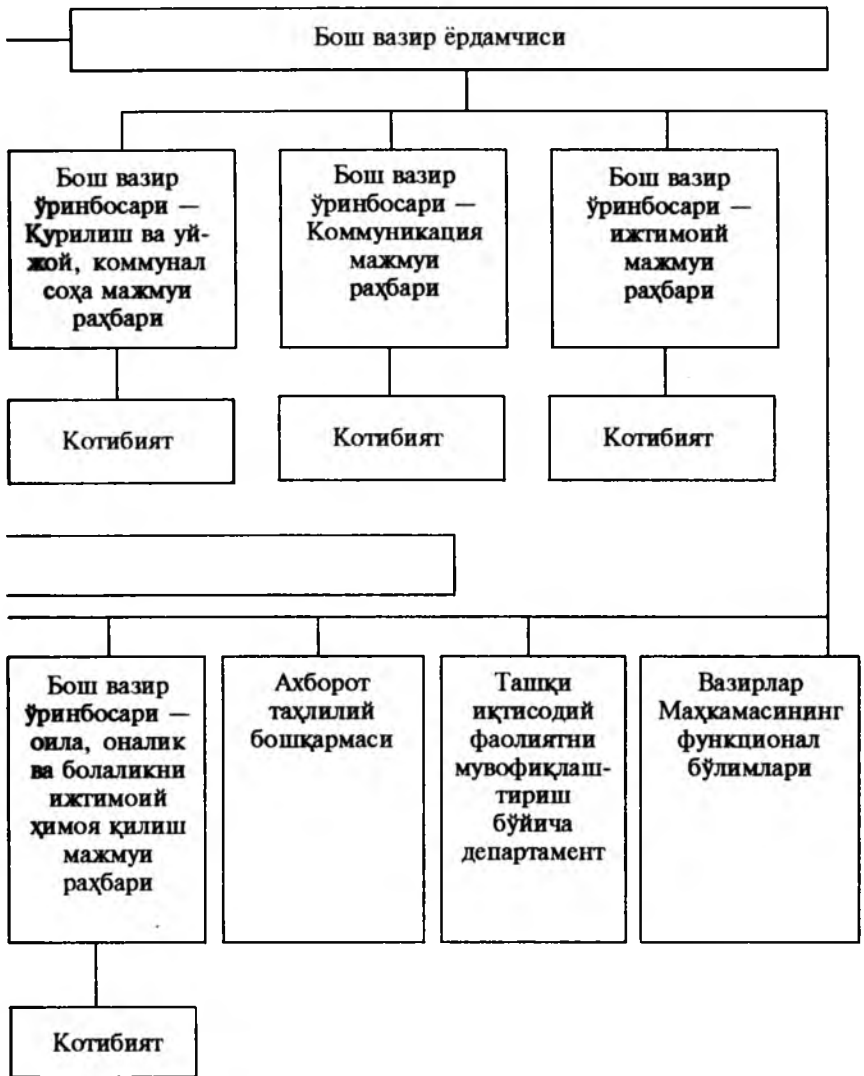 Бош вазир ёрдамчиси
Бош вазир
ўринбосари —
Қурилиш ва уй-
жой, коммунал
соҳа мажмуи
раҳбари
Бош вазир
ўринбосари —
Коммуникация
мажмуи
раҳбари
Бош вазир
ўринбосари —
ижтимоий
мажмуи
раҳбари
Котибият
Котибият
Котибият
Бош вазир
ўринбосари —
оила, оналик
ва болаликни
ижтимоий
ҳимоя қилиш
мажмуи
раҳбари
Ахборот
таҳлилий
бошқармаси
Ташқи
иқтисодий
фаолиятни
мувофиқлаш-
тириш
бўйича
департамент
Вазирлар
Маҳкамасининг
функционал
бўлимлари
Котибият